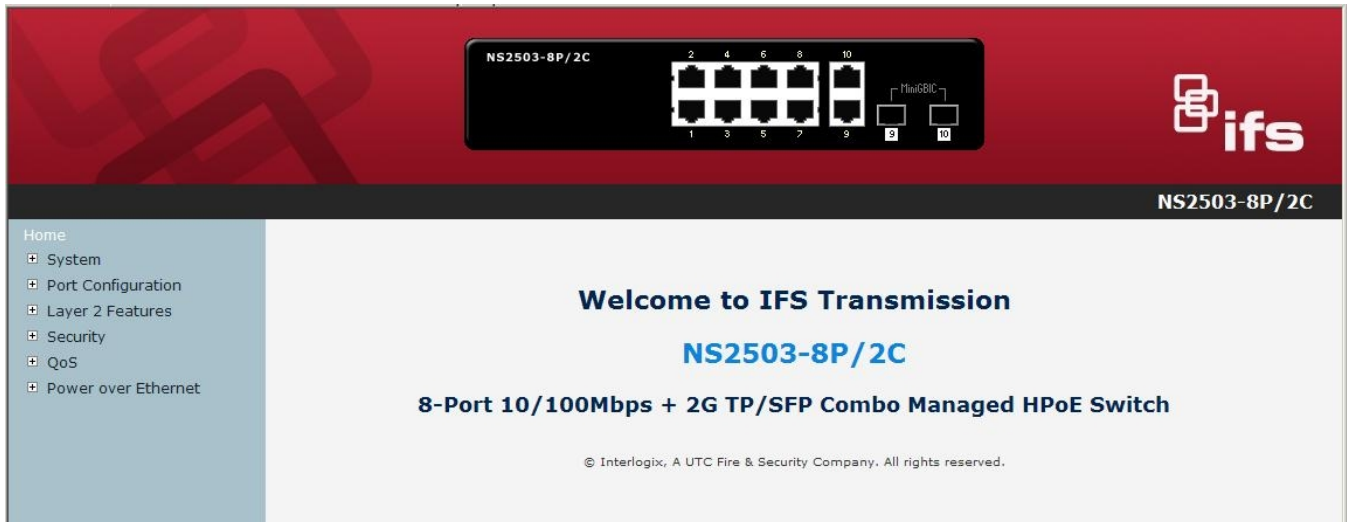 NS2503-8P/2C
2 4 6 8 10
MiniGBIC
1 3 5 7 9 9 10
ifs
NS2503-8P/2C
Home
System
Port Configuration
Layer 2 Features
Security
QoS
Power over Ethernet
Welcome to IFS Transmission
NS2503-8P/2C
8-Port 10/100Mbps + 2G TP/SFP Combo Managed HPoE Switch
© Interlogix, A UTC Fire & Security Company. All rights reserved.